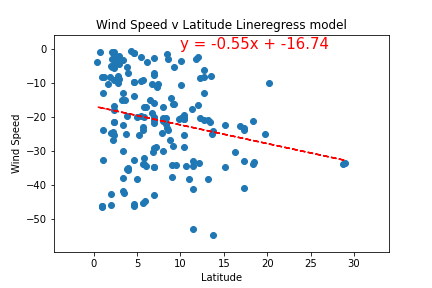 Wind Speed v Latitude Lineregress model
y = -0.55x + -16.74
0
−10
−20
−30
−40
−50
Wind Speed
0 5 10 15 20 25 30
Latitude